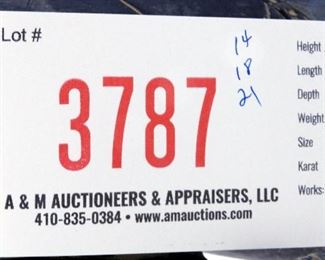 Lot #
3787
14
18
21
Height
Length
Depth
Weight
Size
Karat
Works:
A & M AUCTIONEERS & APPRAISERS, LLC
410-835-0384 • www.amauctions.com